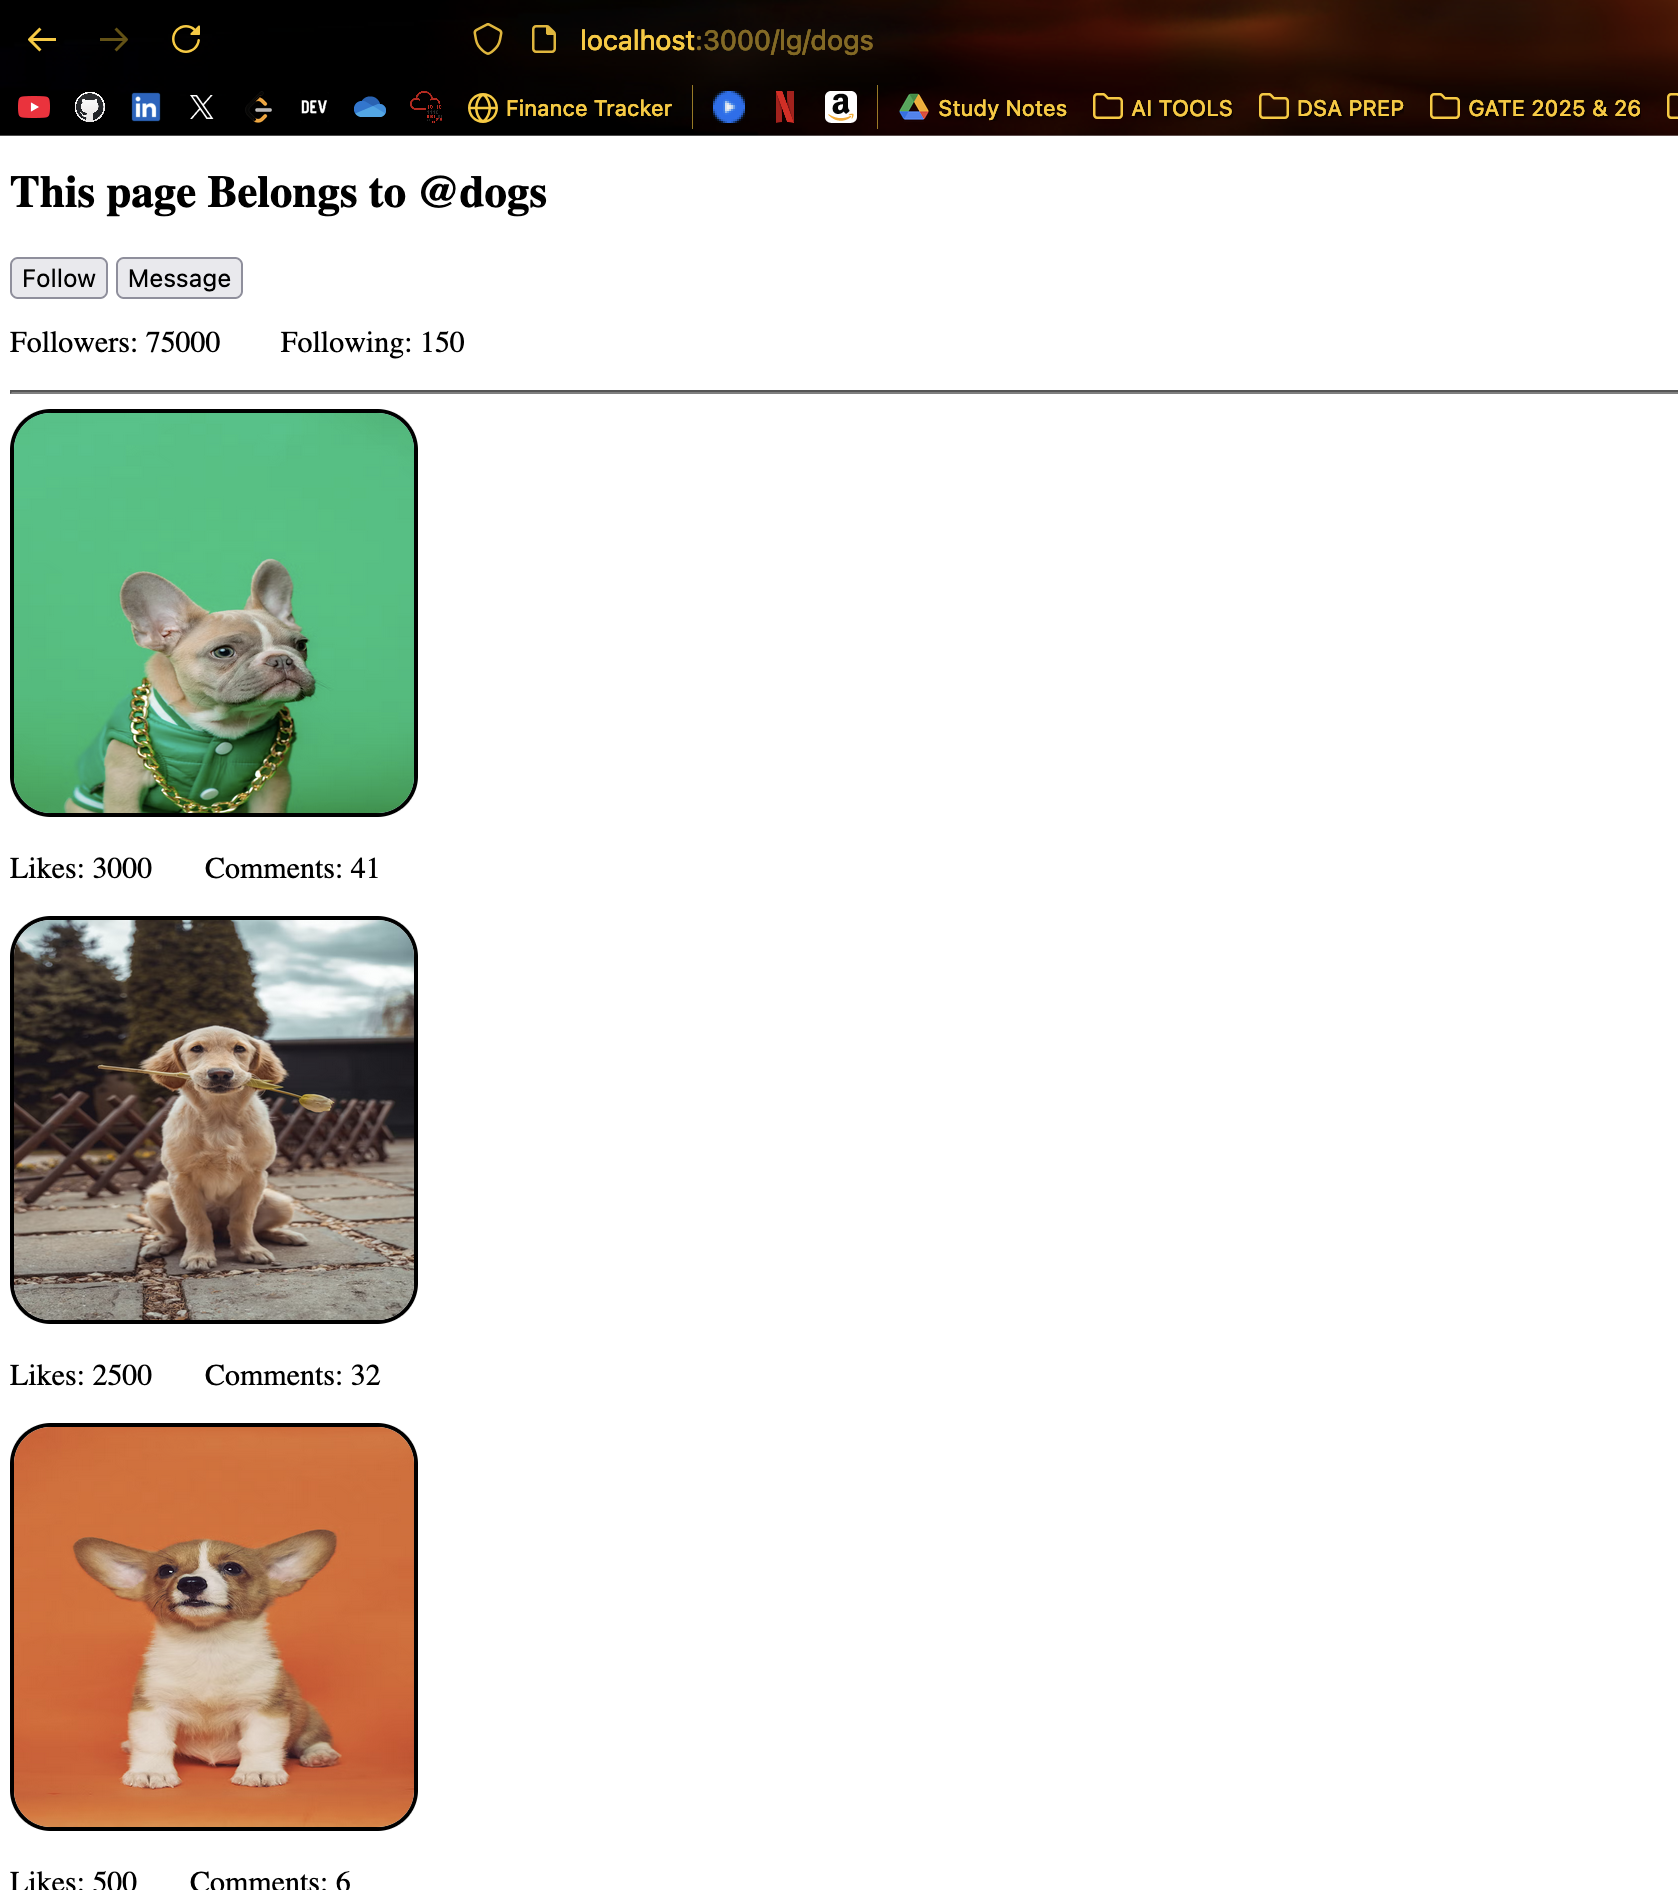 localhost:3000/lg/dogs
DEV Finance Tracker Study Notes AI TOOLS DSA PREP GATE 2025 & 26
This page Belongs to @dogs
Follow Message
Followers: 75000 Following: 150
Likes: 3000 Comments: 41
Likes: 2500 Comments: 32
Likes: 500 Comments: 6